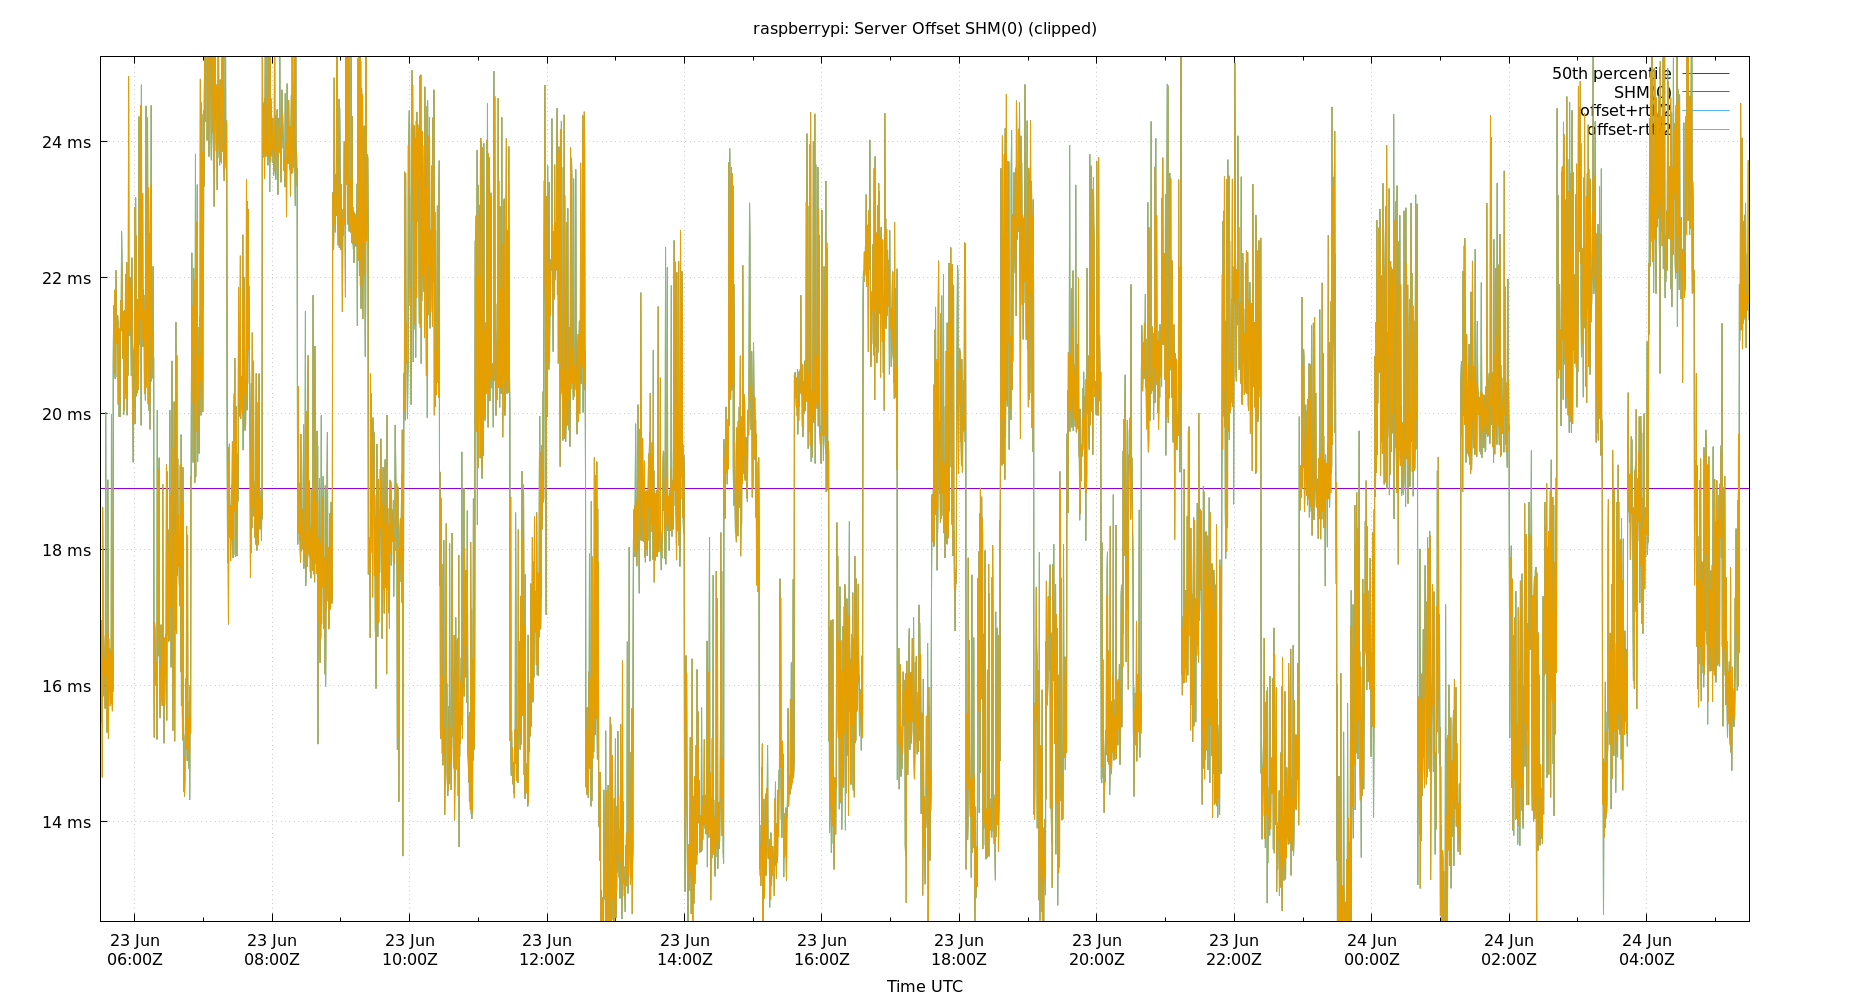 raspberrypi: Server Offset SHM(0) (clipped)
50th percentile
SHM(0)
offset+rtt/2
offset-rtt/2
24 ms
22 ms
20 ms
18 ms
16 ms
14 ms
23 Jun 23 Jun 23 Jun 23 Jun 23 Jun 23 Jun 23 Jun 23 Jun 23 Jun 24 Jun 24 Jun 24 Jun
06:00Z 08:00Z 10:00Z 12:00Z 14:00Z 16:00Z 18:00Z 20:00Z 22:00Z 00:00Z 02:00Z 04:00Z
Time UTC